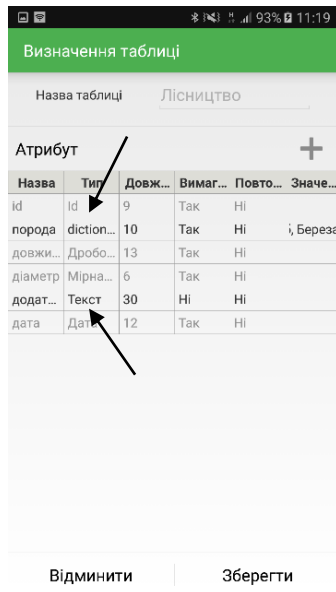 93% 11:19
Визначення таблиці
Назва таблиці Лісництво
Атрибут +
Назва Тип Довж... Вимаг... Повто... Значе...
id Id 9 Так Ні
порода diction... 10 Так Ні , Береза
довжи... Дробо... 13 Так Ні
діаметр Мірна... 6 Так Ні
додат... Текст 30 Ні Ні
дата Дата 12 Так Ні
Відминити Зберегти